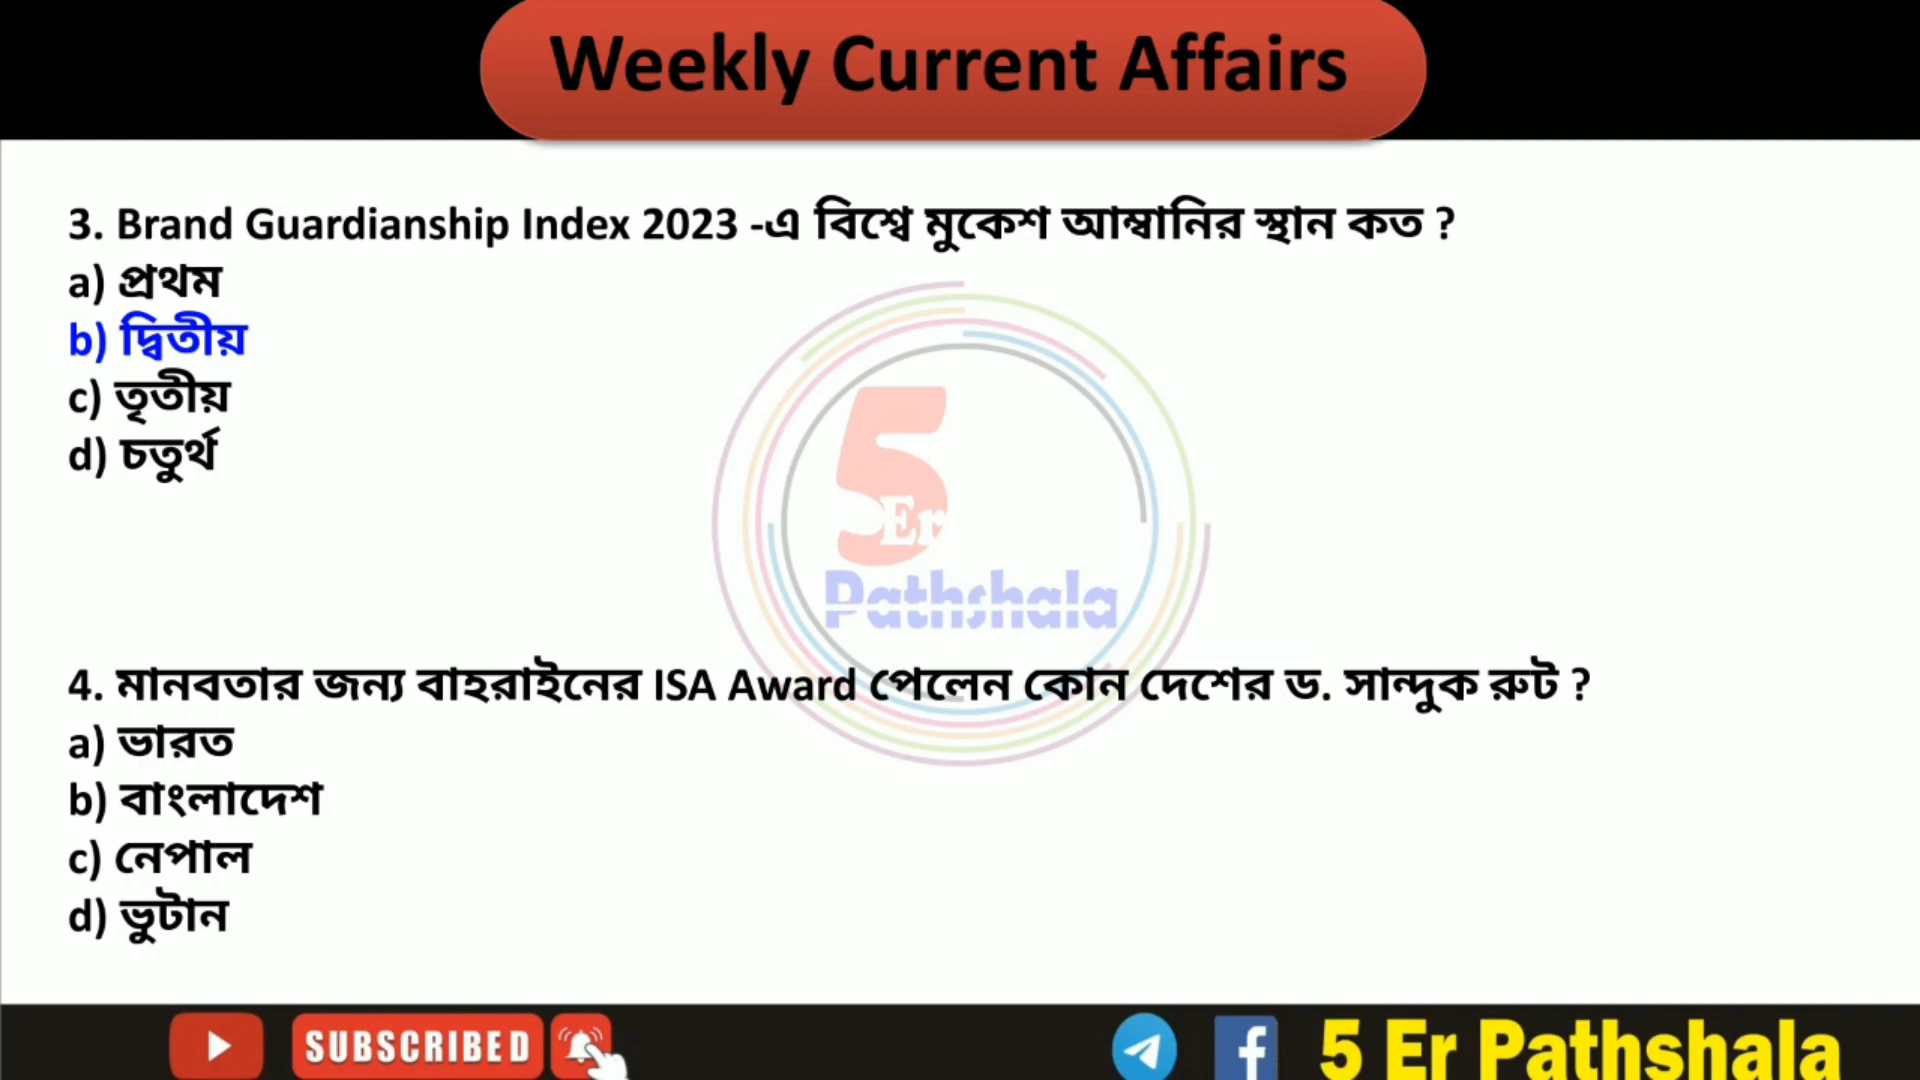 Weekly Current Affairs
3. Brand Guardianship Index 2023 -এ বিশ্বে মুকেশ আম্বানির স্থান কত ?
a) প্রথম
b) দ্বিতীয়
c) তৃতীয়
d) চতুর্থ
5
Er
Pathshala
4. মানবতার জন্য বাহরাইনের ISA Award পেলেন কোন দেশের ড. সান্দুক রুট ?
a) ভারত
b) বাংলাদেশ
c) নেপাল
d) ভুটান
SUBSCRIBED
5 Er Pathshala